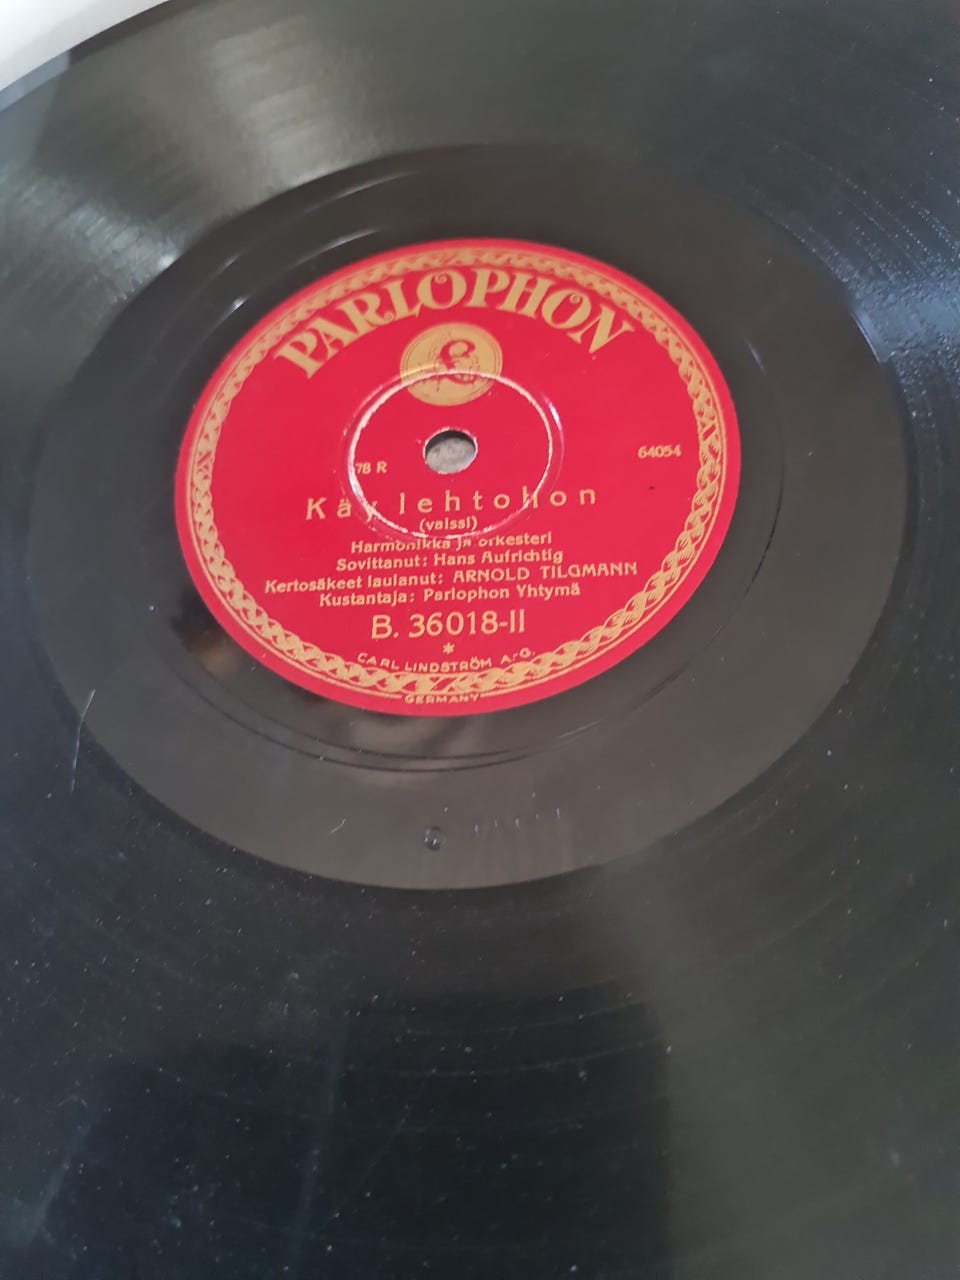 PARLOPHON
£
78 R
64054
Käy lehtohon
(valssi)
Harmonikka ja orkesteri
Sovittanut: Hans Aufrichtig
Kertosäkeet laulanut: ARNOLD TILGMANN
Kustantaja: Parlophon Yhtymä
B. 36018-II
*
CARL LINDSTRÖM A.-G.
GERMANY